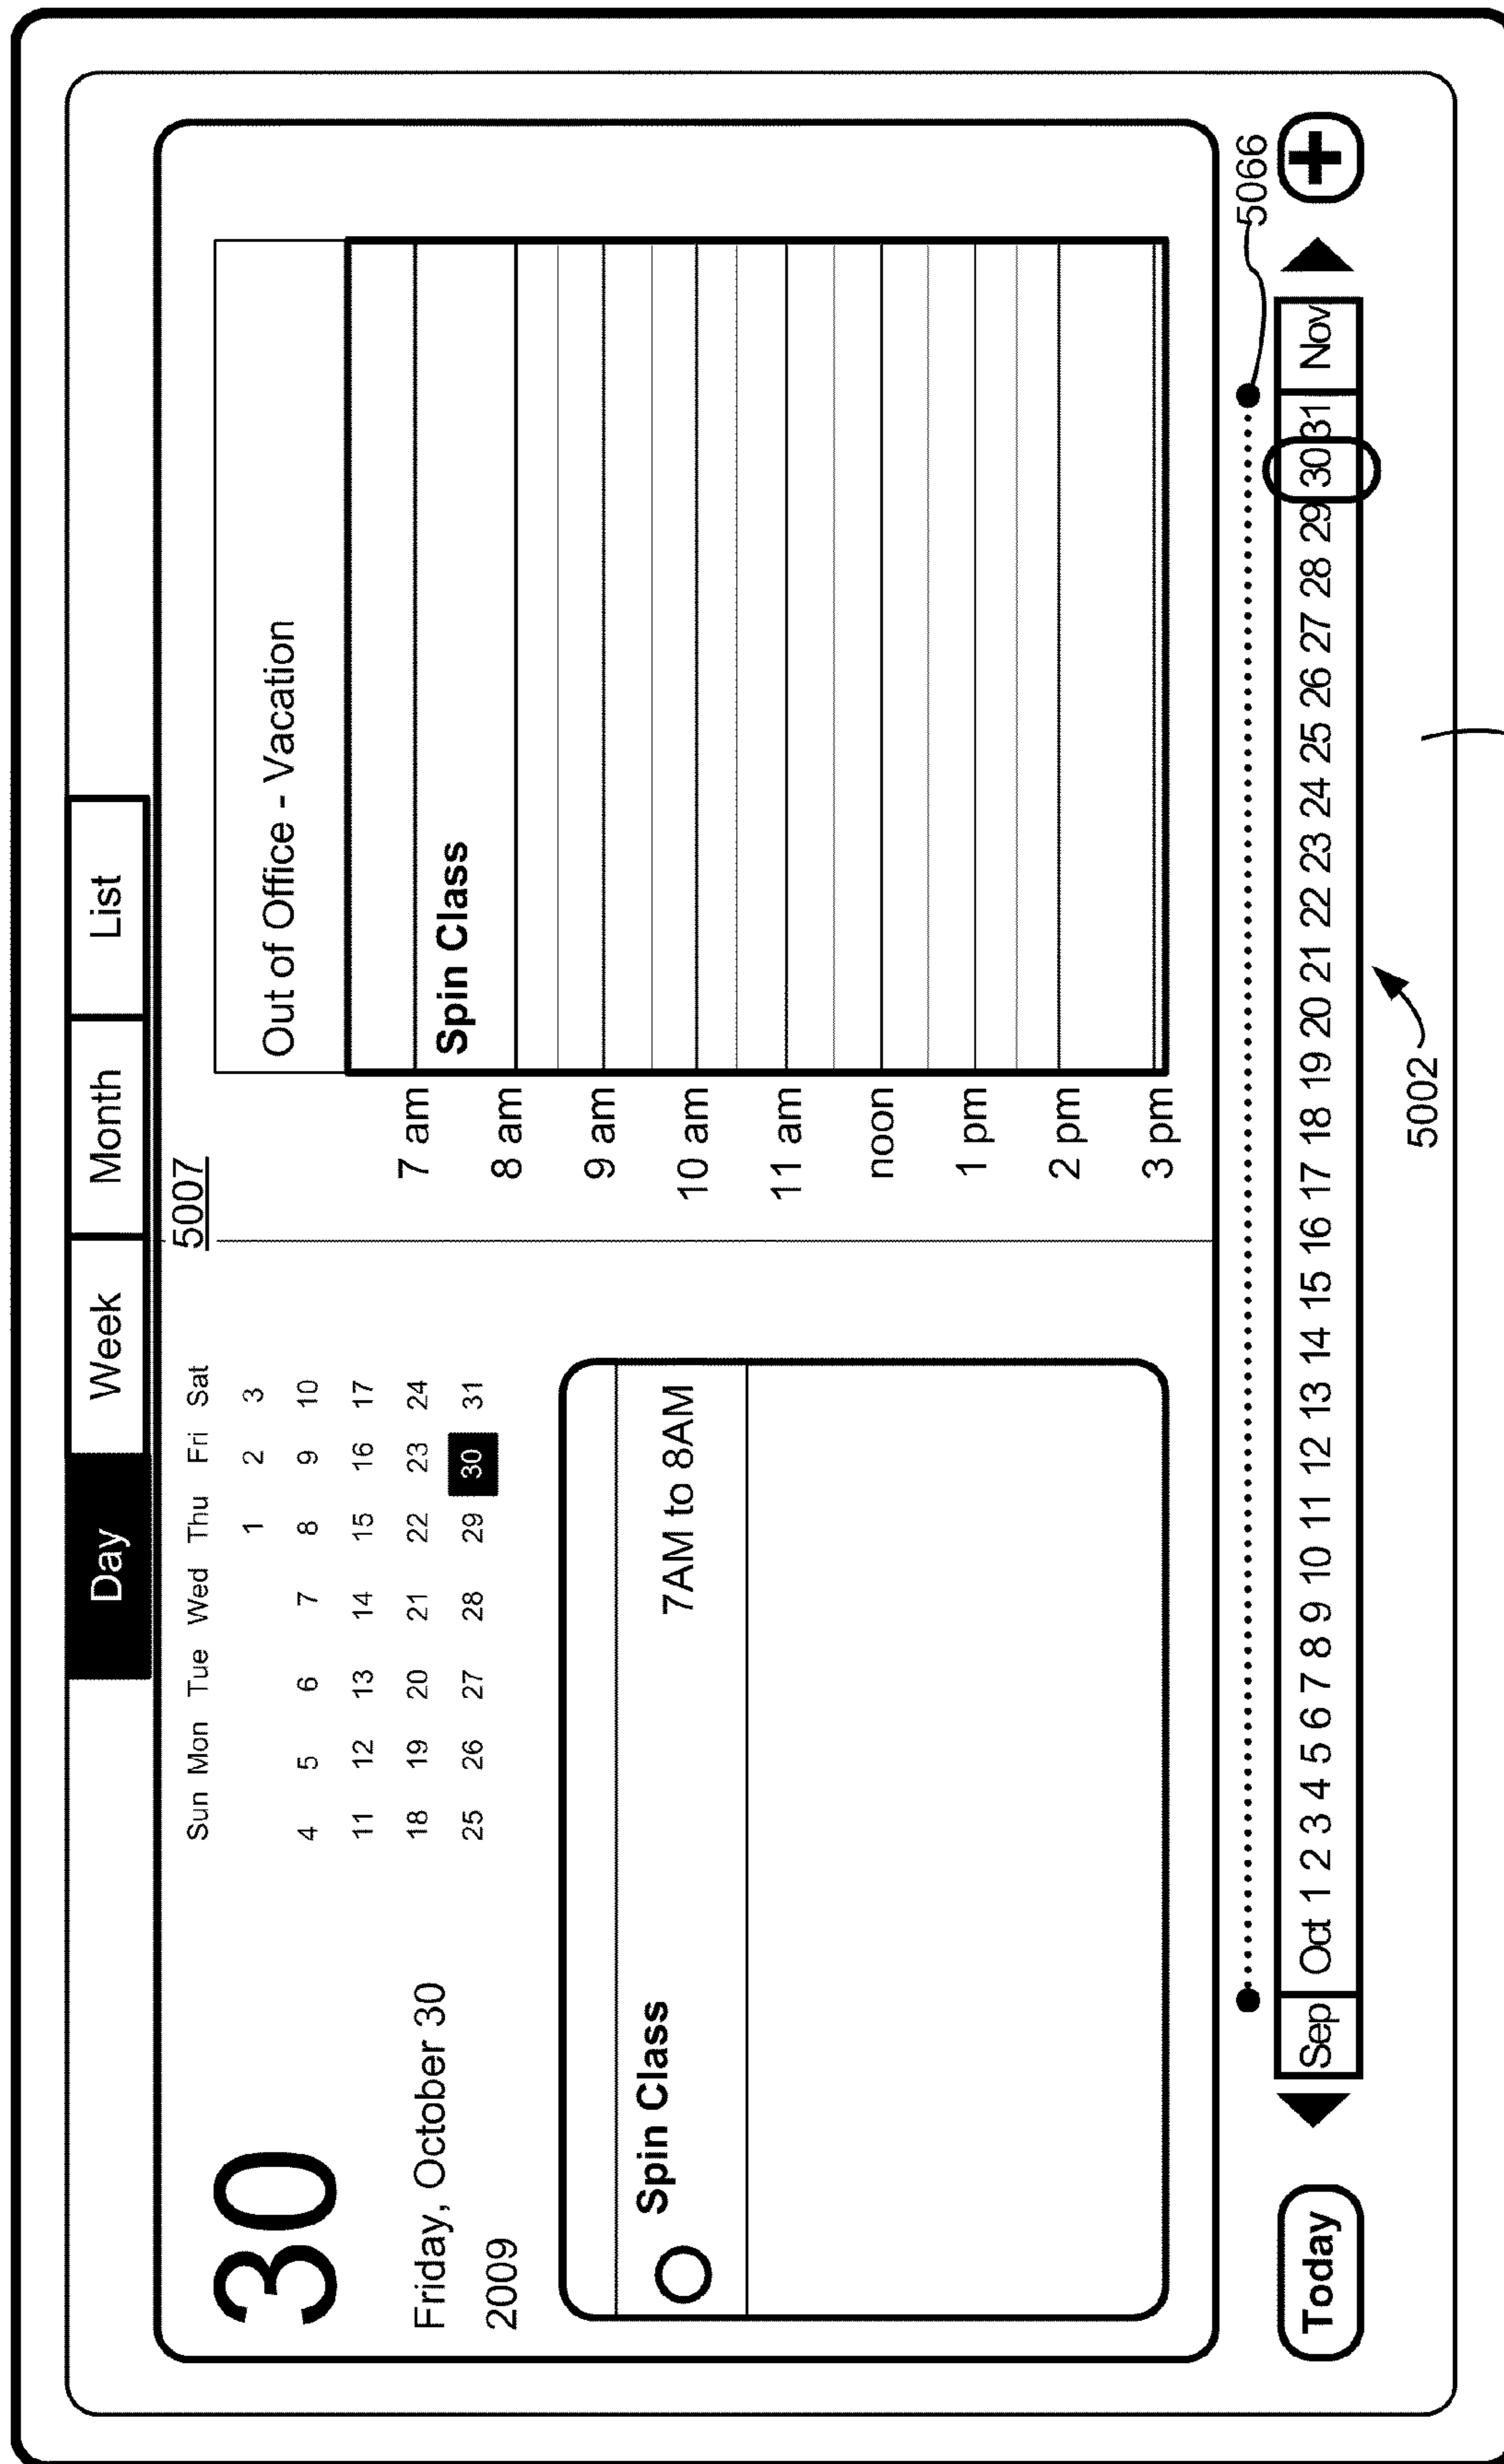 Day Week Month List
5007
30
Friday, October 30
2009
Sun Mon Tue Wed Thu Fri Sat
1 2 3
4 5 6 7 8 9 10
11 12 13 14 15 16 17
18 19 20 21 22 23 24
25 26 27 28 29 30 31
Spin Class
7AM to 8AM
Out of Office - Vacation
7 am
Spin Class
8 am
9 am
10 am
11 am
noon
1 pm
2 pm
3 pm
5066
Today Sep Oct 1 2 3 4 5 6 7 8 9 10 11 12 13 14 15 16 17 18 19 20 21 22 23 24 25 26 27 28 29 30 31 Nov +
5002